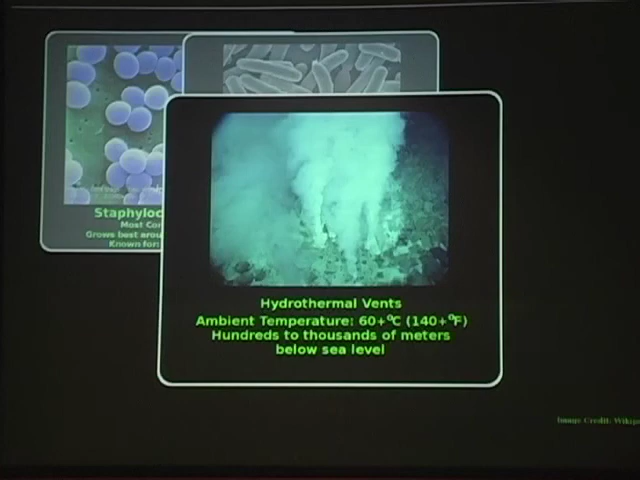 Staphyloc
Most Cor
Grows best arou
Known for:
Hydrothermal Vents
Ambient Temperature: 60+°C (140+°F)
Hundreds to thousands of meters
below sea level
Image Credit: Wikip